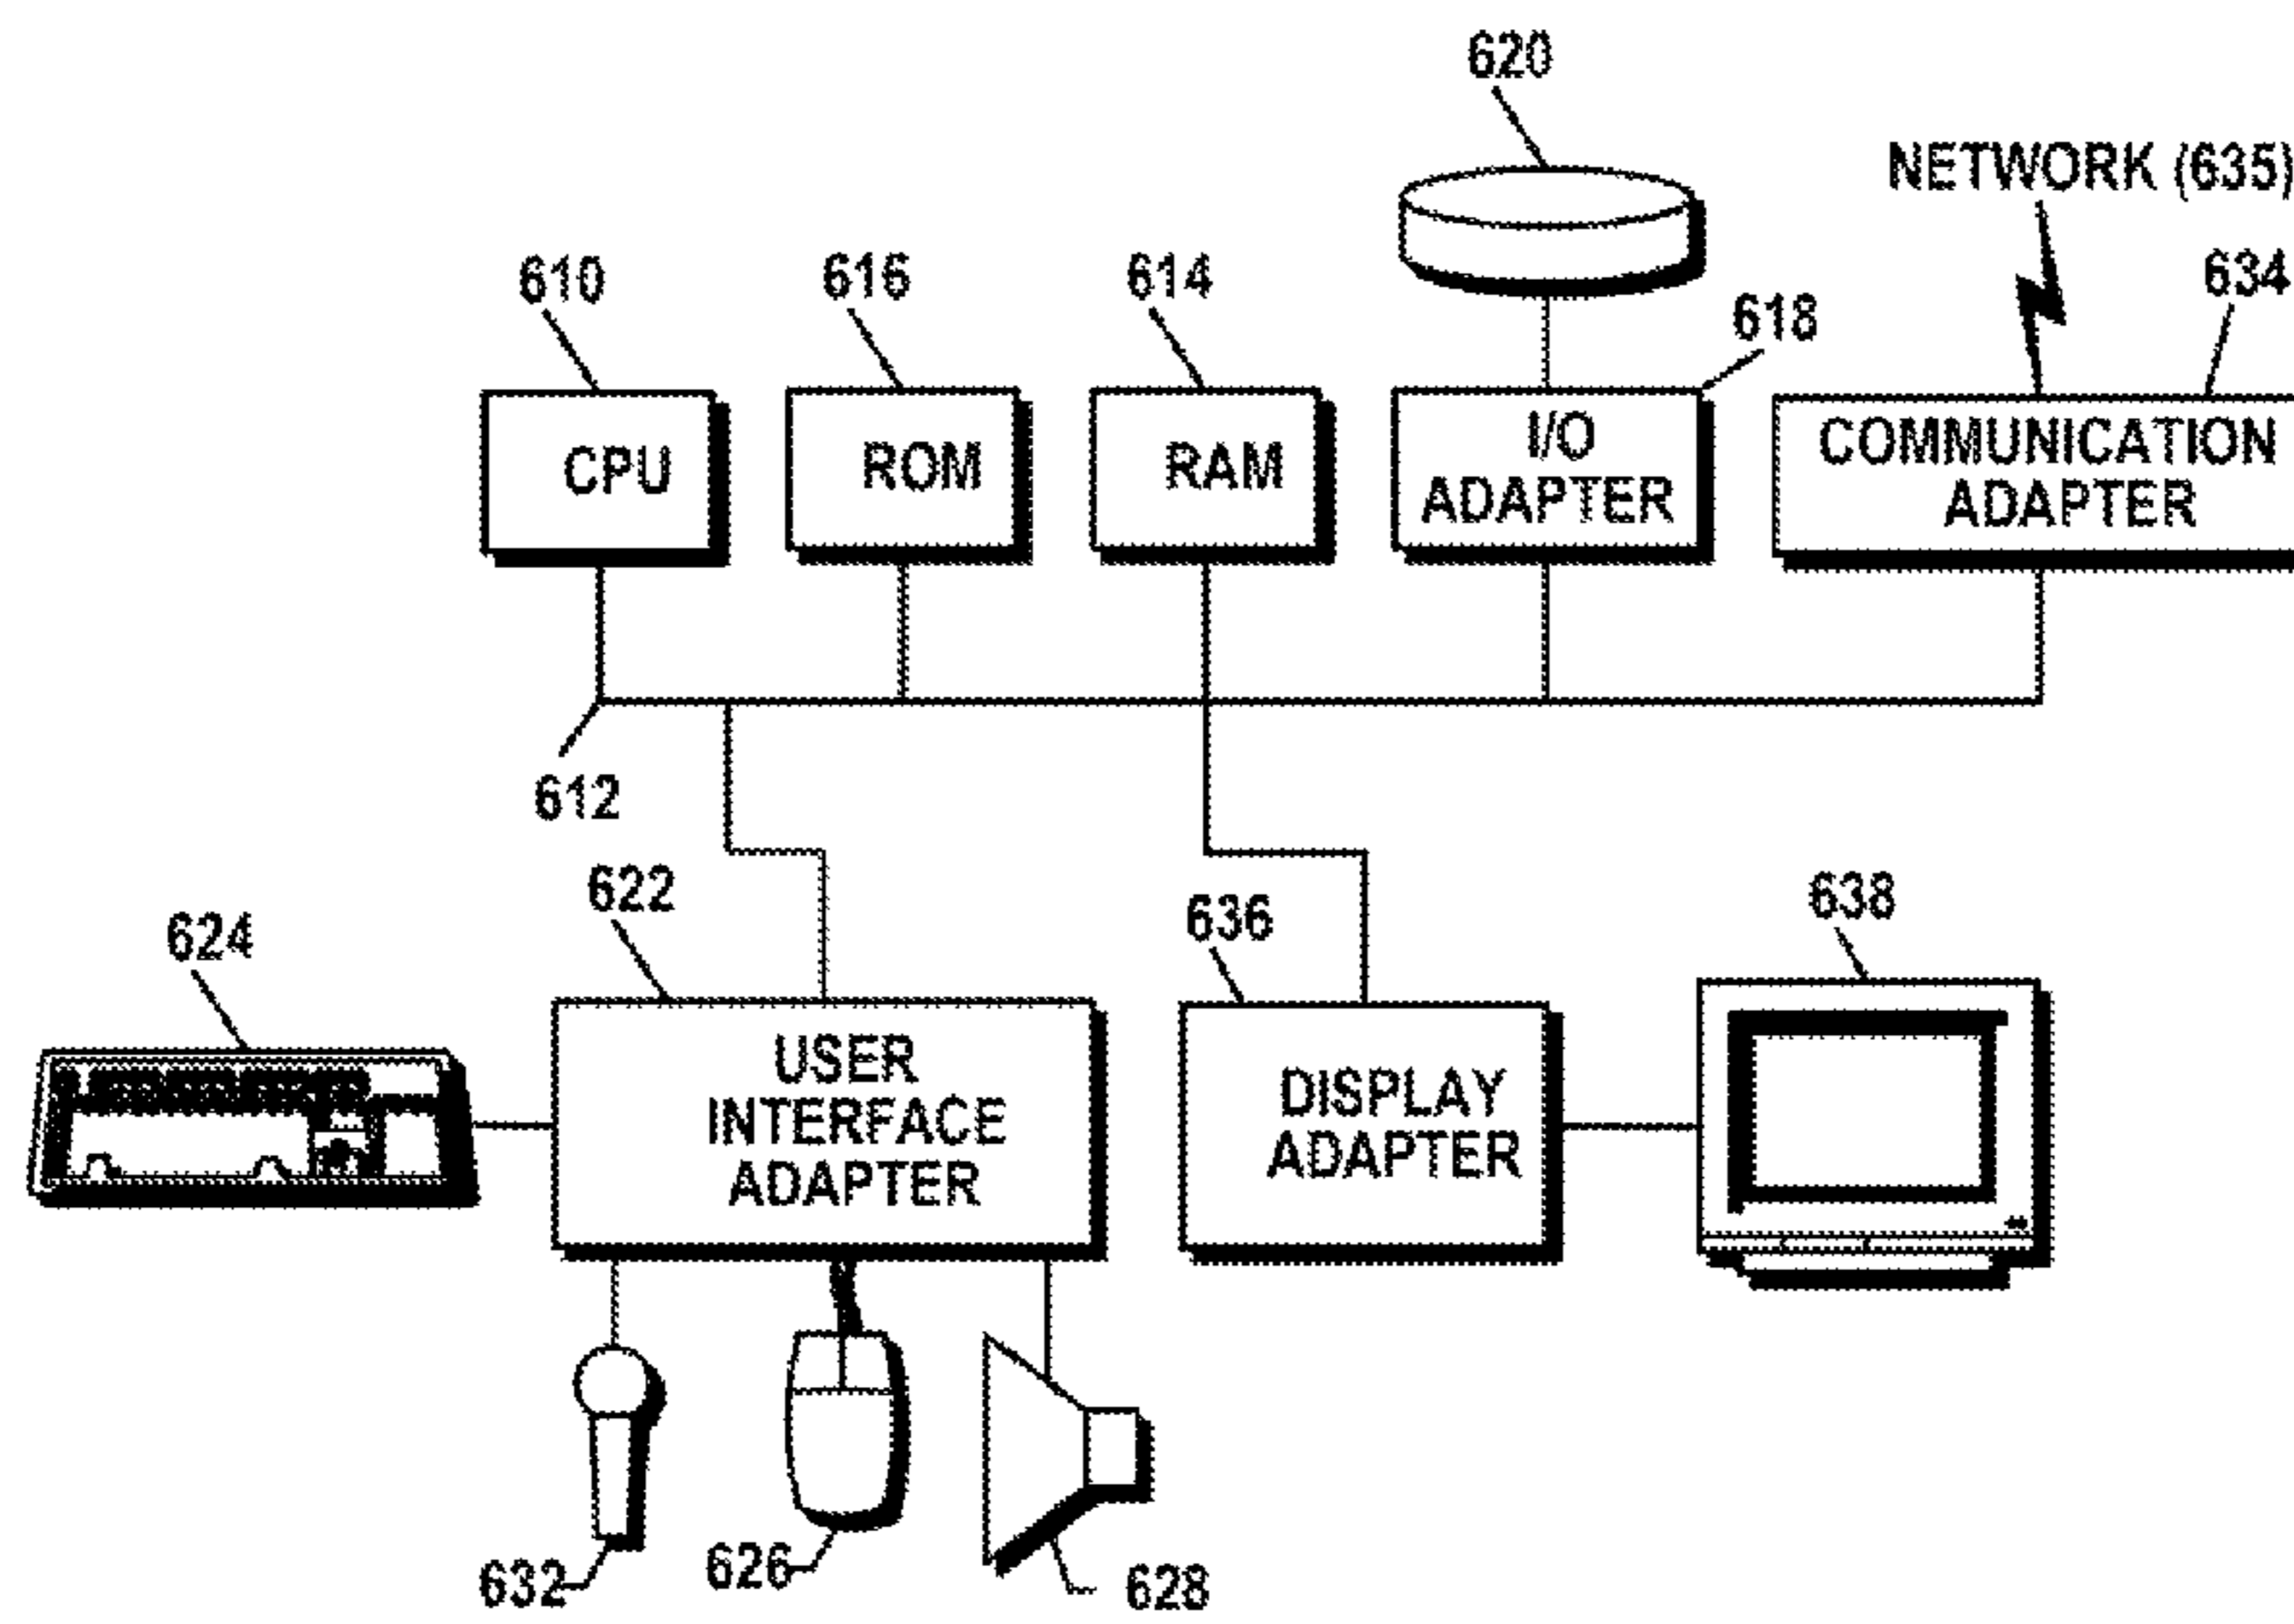 620
NETWORK (635)
610
616
614
618
634
CPU
ROM
RAM
I/O
ADAPTER
COMMUNICATION
ADAPTER
612
622
624
636
638
USER
INTERFACE
ADAPTER
DISPLAY
ADAPTER
632
626
628